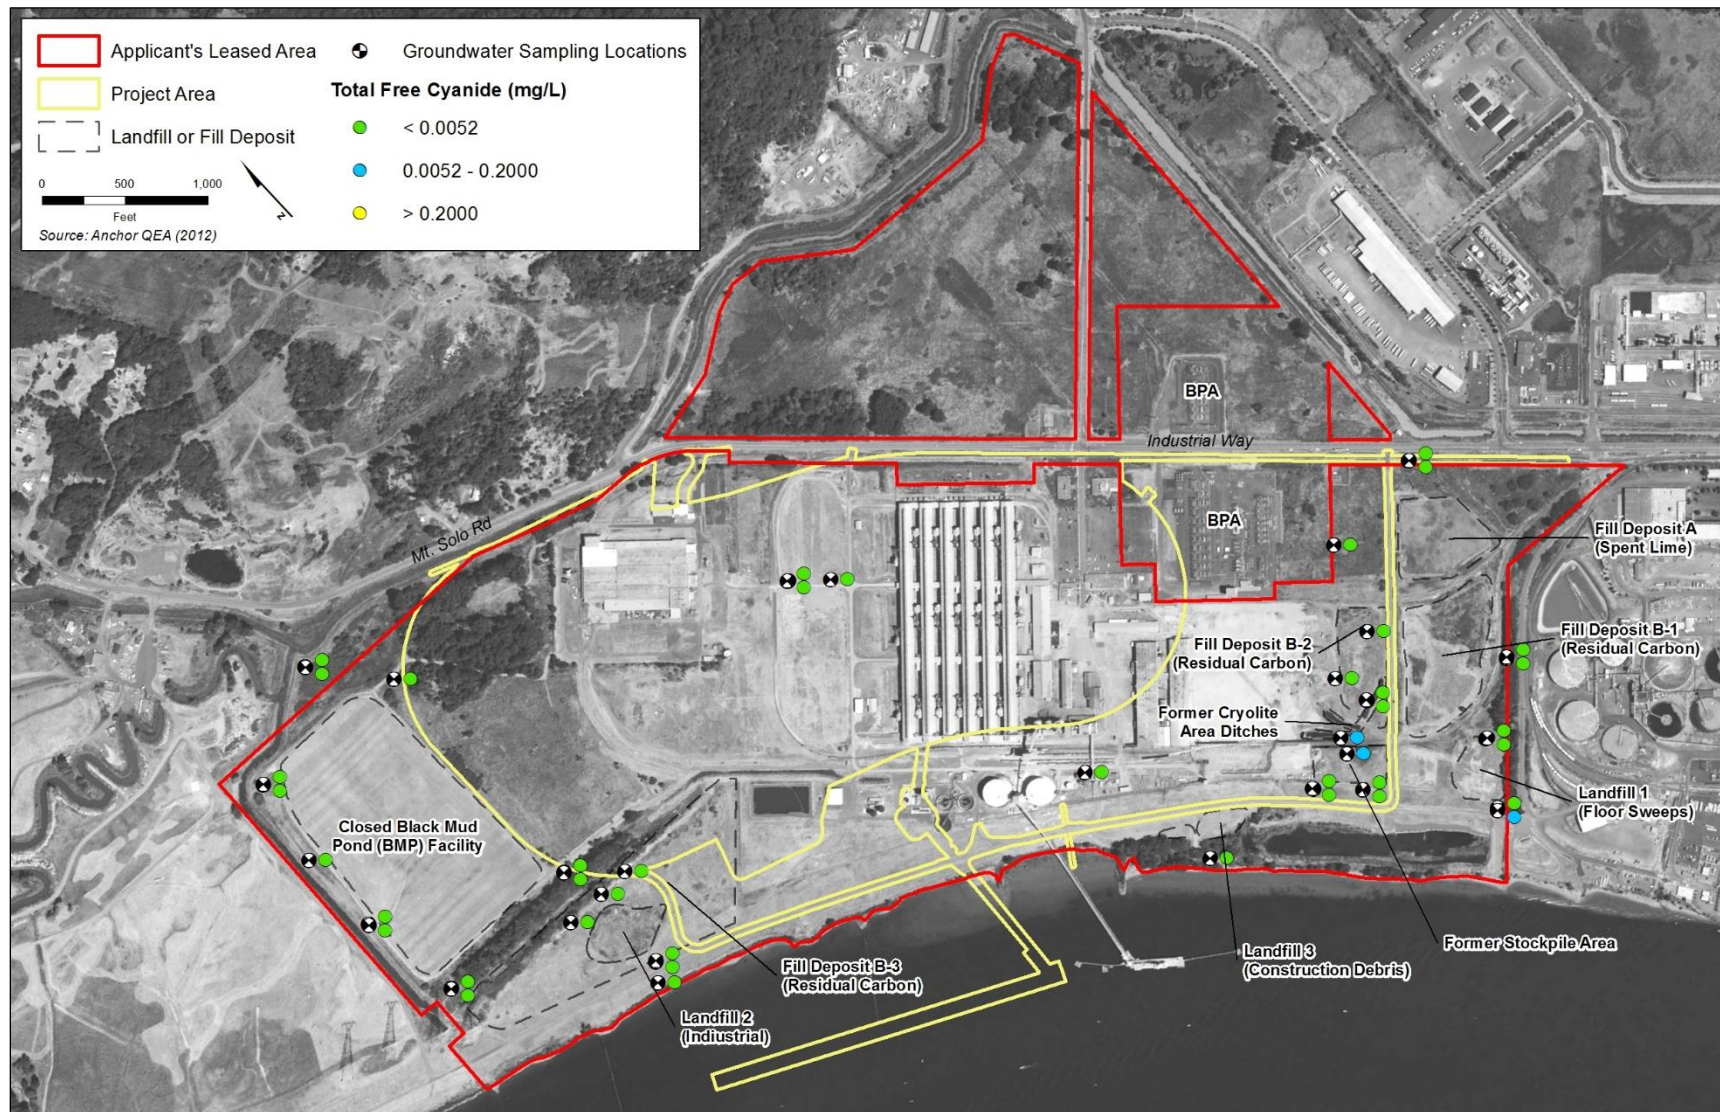 Applicant's Leased Area
Project Area
Landfill or Fill Deposit
0 500 1,000
Feet
N
Source: Anchor QEA (2012)
Groundwater Sampling Locations
Total Free Cyanide (mg/L)
< 0.0052
0.0052 - 0.2000
> 0.2000
BPA
Industrial Way
BPA
Mt. Solo Rd
Fill Deposit A
(Spent Lime)
Fill Deposit B-1
(Residual Carbon)
Fill Deposit B-2
(Residual Carbon)
Former Cryolite
Area Ditches
Landfill 1
(Floor Sweeps)
Closed Black Mud
Pond (BMP) Facility
Former Stockpile Area
Landfill 3
(Construction Debris)
Fill Deposit B-3
(Residual Carbon)
Landfill 2
(Indiustrial)